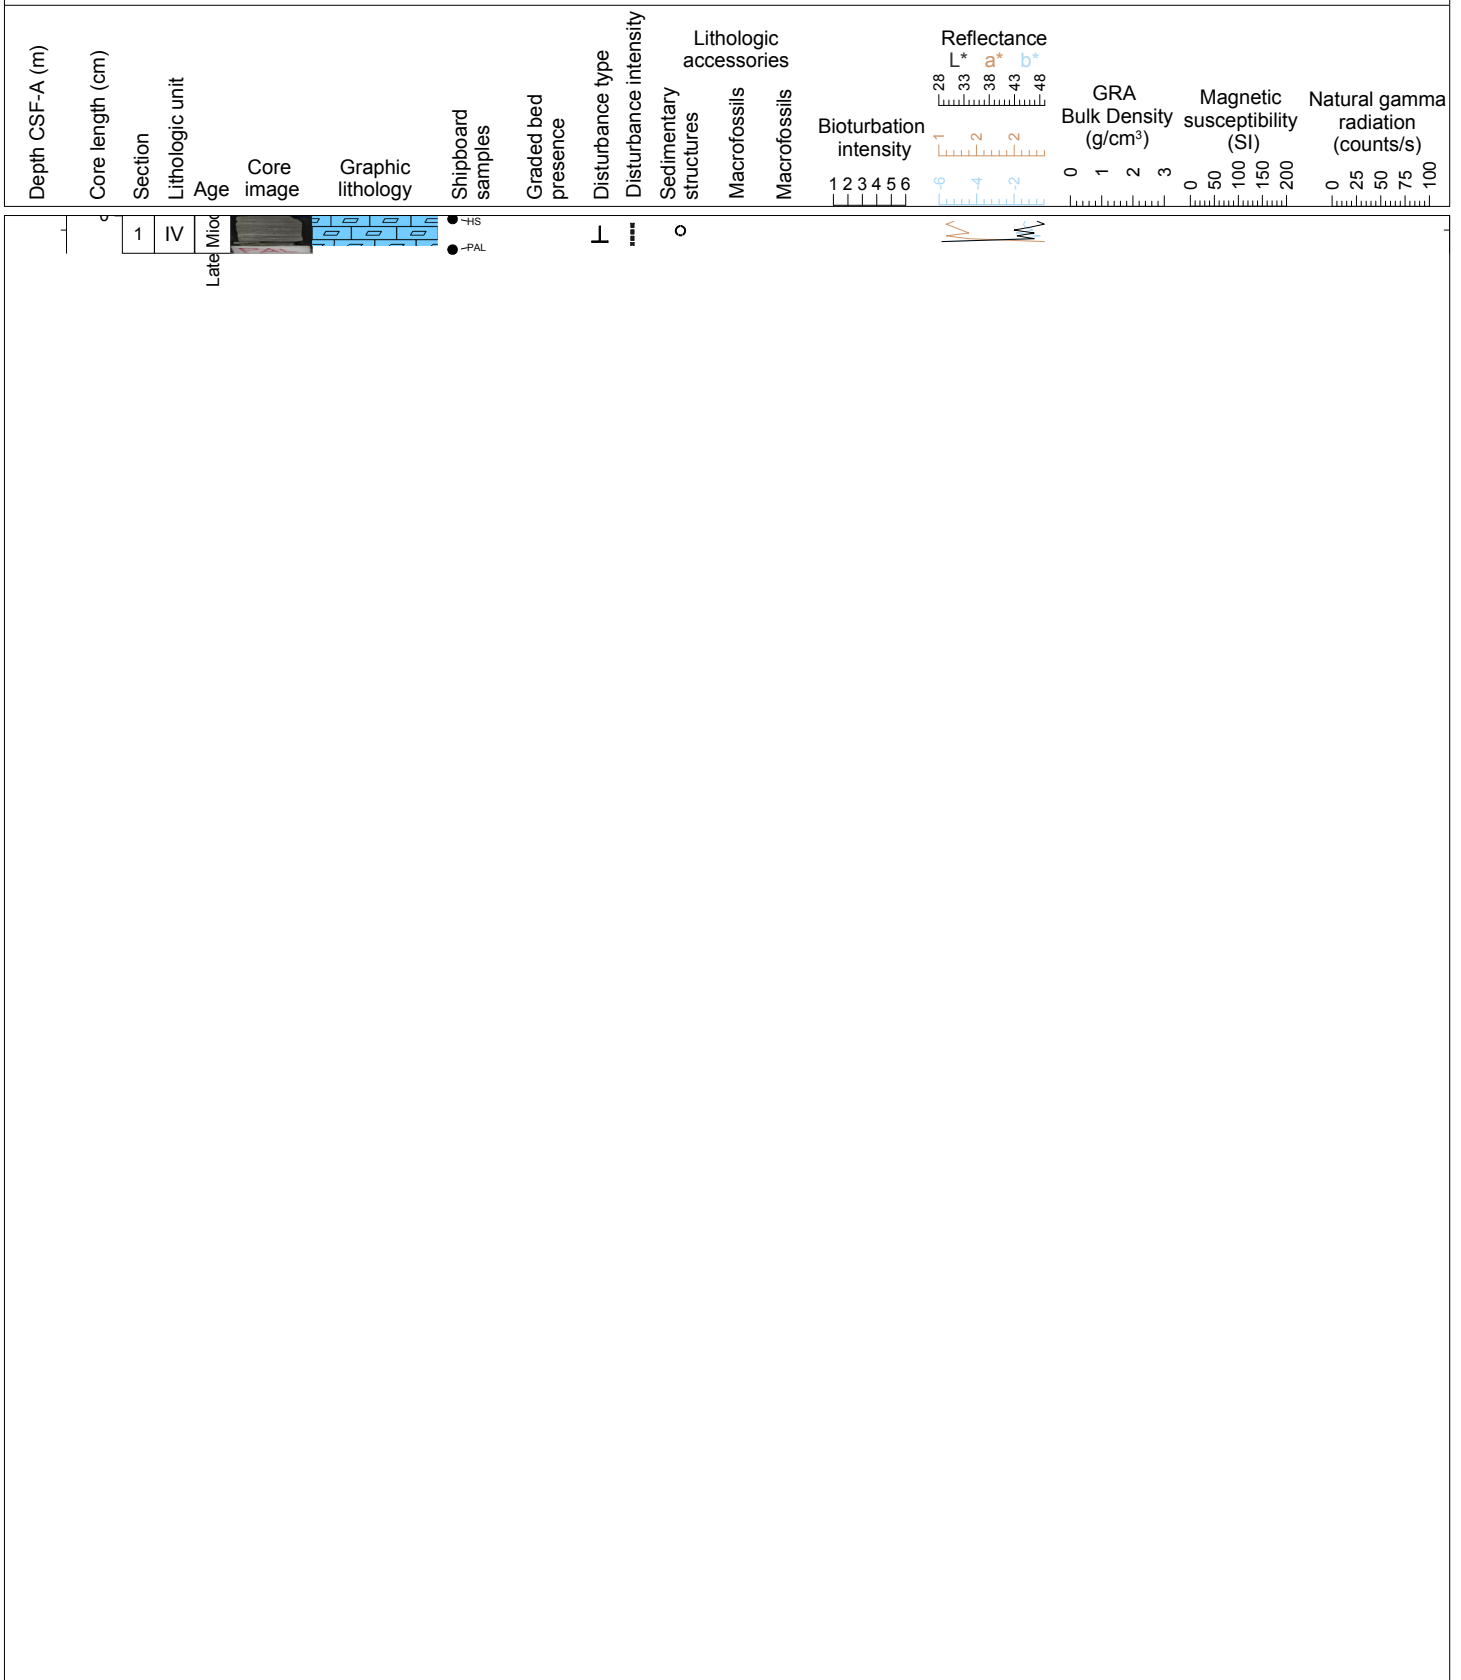 Depth CSF-A (m)
Core length (cm)
Section
Lithologic unit
Age
Core
image
Graphic
lithology
Shipboard
samples
Graded bed
presence
Disturbance type
Disturbance intensity
Lithologic
accessories
Sedimentary
structures
Macrofossils
Macrofossils
Bioturbation
intensity
1 2 3 4 5 6
Reflectance
L* a* b*
28 33 38 43 48
1 2 2
-6 -4 -2
GRA
Bulk Density
(g/cm³)
0 1 2 3
Magnetic
susceptibility
(SI)
0 50 100 150 200
Natural gamma
radiation
(counts/s)
0 25 50 75 100
1
IV
Late Mioc
HS
PAL